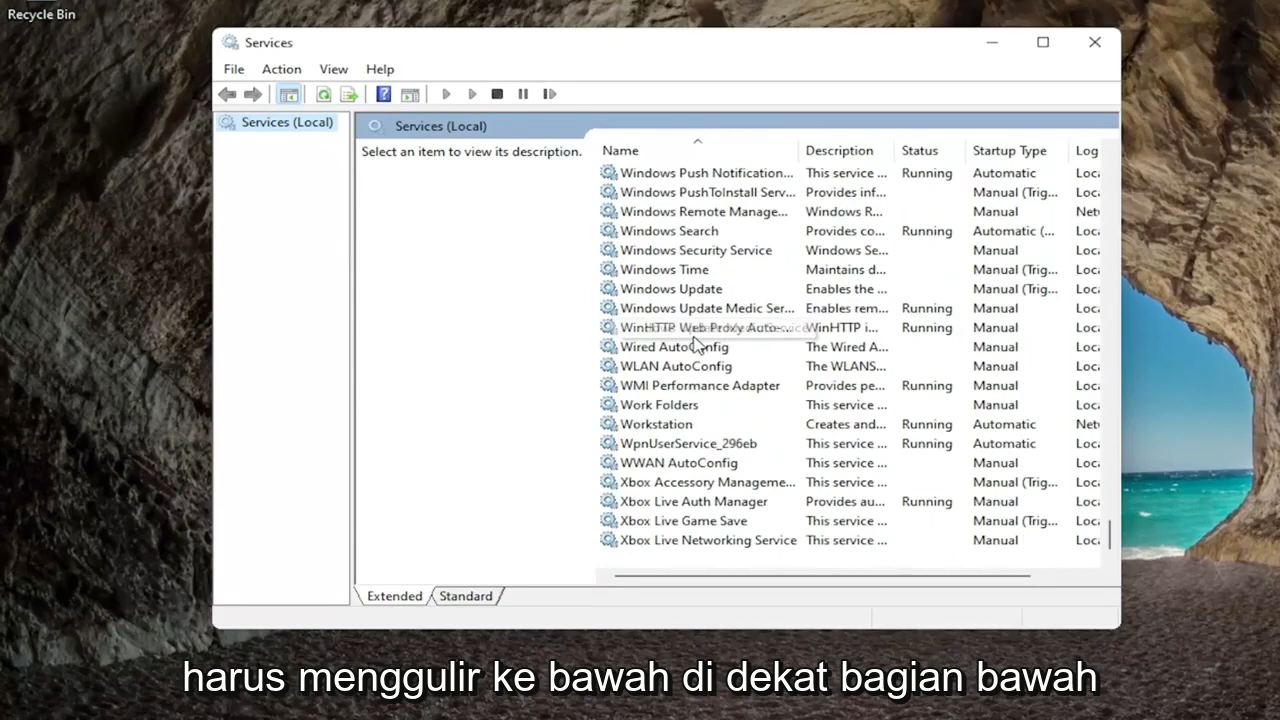 Recycle Bin
Services
File Action View Help
Services (Local)
Services (Local)
Select an item to view its description.
Name Description Status Startup Type Log
Windows Push Notification... This service ... Running Automatic Loca
Windows PushToInstall Serv... Provides inf... Manual (Trig... Loca
Windows Remote Manage... Windows R... Manual Netw
Windows Search Provides co... Running Automatic (... Loca
Windows Security Service Windows Se... Manual Loca
Windows Time Maintains d... Manual (Trig... Loca
Windows Update Enables the ... Manual (Trig... Loca
Windows Update Medic Ser... Enables rem... Running Manual Loca
WinHTTP Web Proxy Auto-... WinHTTP i... Running Manual Loca
Wired AutoConfig The Wired A... Manual Loca
WLAN AutoConfig The WLANS... Manual Loca
WMI Performance Adapter Provides pe... Running Manual Loca
Work Folders This service ... Manual Loca
Workstation Creates and... Running Automatic Netw
WpnUserService_296eb This service ... Running Automatic Loca
WWAN AutoConfig This service ... Manual Loca
Xbox Accessory Manageme... This service ... Manual (Trig... Loca
Xbox Live Auth Manager Provides au... Running Manual Loca
Xbox Live Game Save This service ... Manual (Trig... Loca
Xbox Live Networking Service This service ... Manual Loca
Extended Standard
harus menggulir ke bawah di dekat bagian bawah